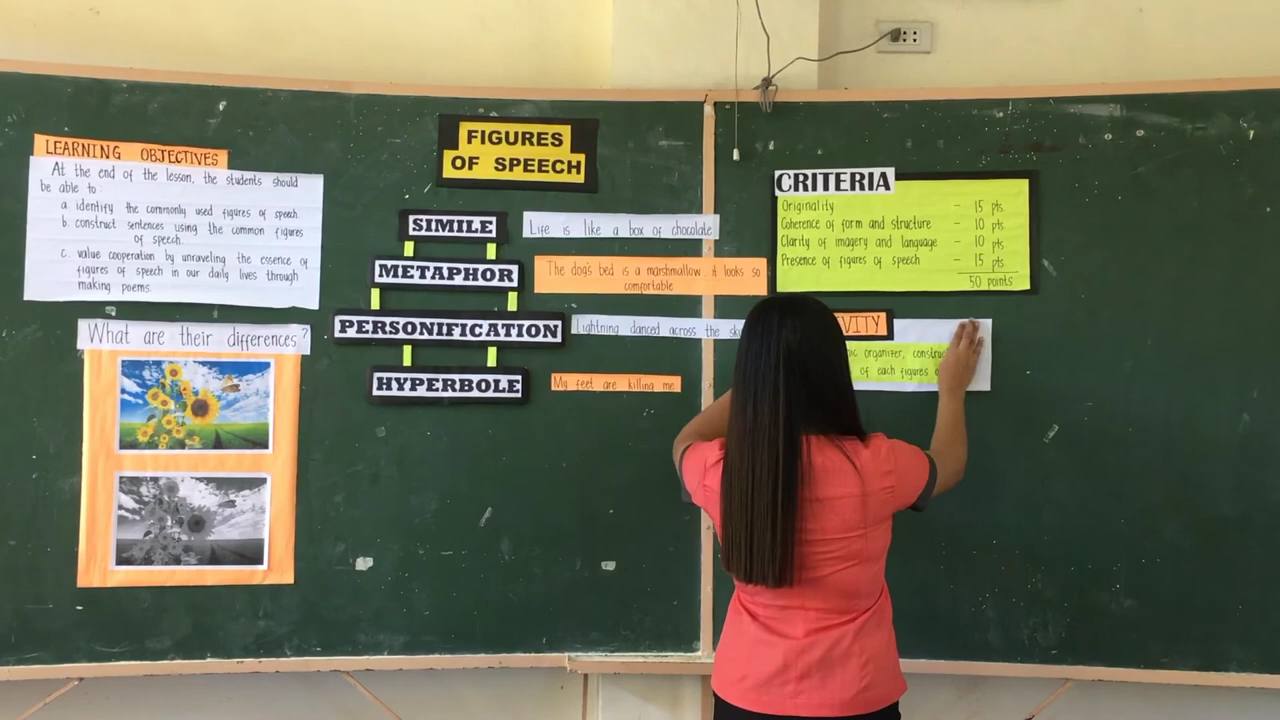 LEARNING OBJECTIVES
At the end of the lesson, the students should
be able to:
a. identify the commonly used figures of speech.
b. construct sentences using the common figures
of speech.
c. value cooperation by unraveling the essence of
figures of speech in our daily lives through
making poems.
What are their differences?
FIGURES
OF SPEECH
SIMILE
Life is like a box of chocolate
METAPHOR
The dog's bed is a marshmallow. it looks so
comfortable
PERSONIFICATION
Lightning danced across the
HYPERBOLE
My feet are killing me
CRITERIA
Originality - 15 pts
Coherence of form and structure - 10 pts
Clarity of imagery and language - 10 pts
Presence of figures of speech - 15 pts
50 points
organizer,
of each figures